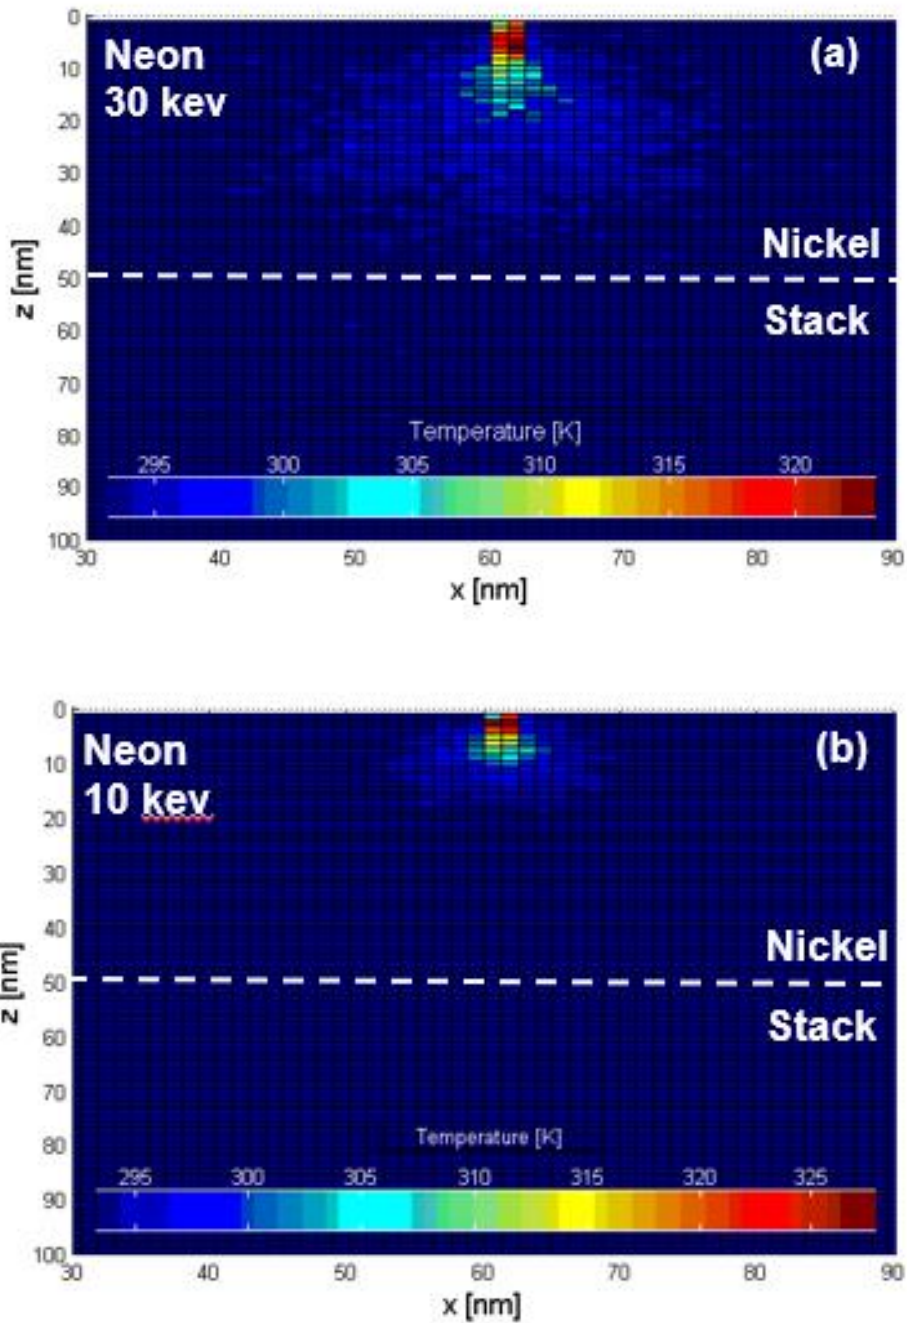 Neon
30 kev
(a)
0
10
20
30
40
50
60
70
80
90
100
z [nm]
Nickel
Stack
Temperature [K]
295 300 305 310 315 320
30 40 50 60 70 80 90
x [nm]
Neon
10 kev
(b)
0
10
20
30
40
50
60
70
80
90
100
z [nm]
Nickel
Stack
Temperature [K]
295 300 305 310 315 320 325
30 40 50 60 70 80 90
x [nm]